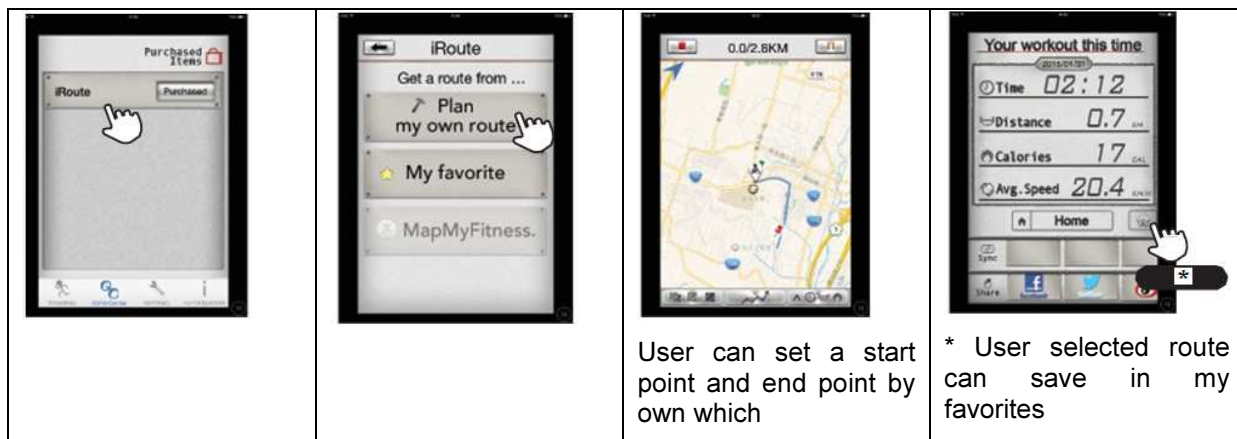 Purchased
Items
iRoute
Purchased
iRoute
Get a route from ...
Plan
my own route
My favorite
MapMyFitness.
0.0/2.8KM
User can set a start
point and end point by
own which
Your workout this time
2015/01/01
Time 02:12
Distance 0.7
Calories 17
Avg.Speed 20.4
Home
Sync
Share
*
* User selected route
can save in my
favorites